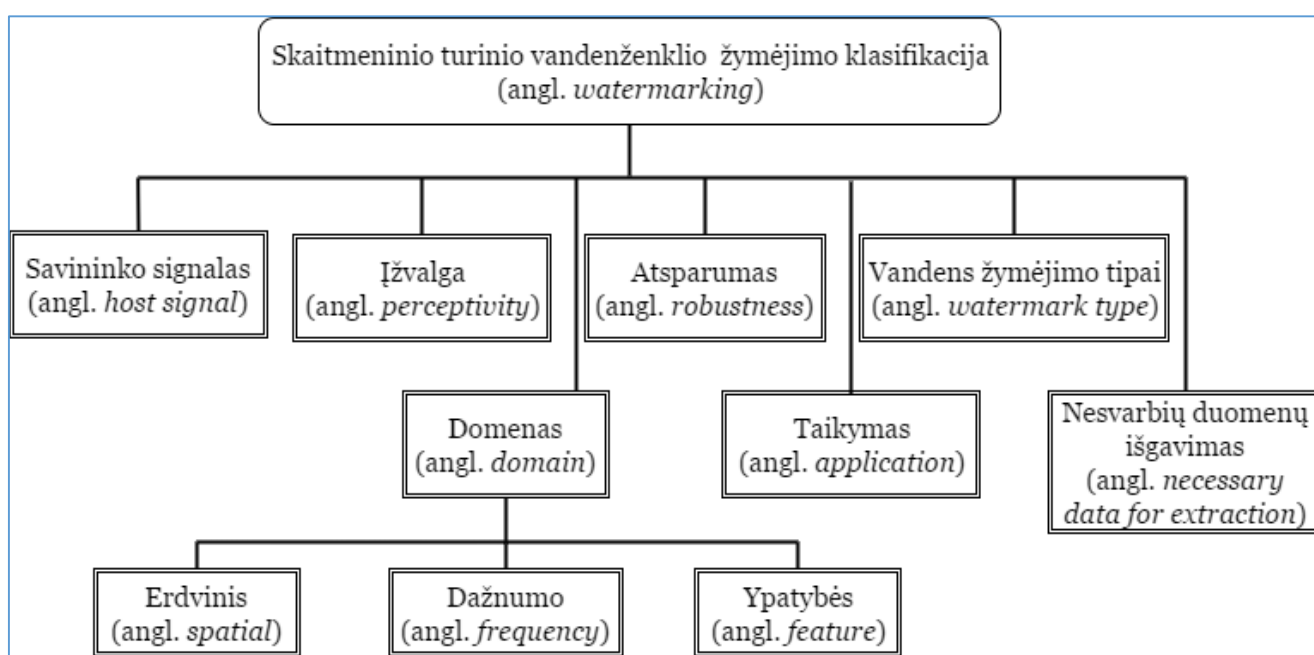 Skaitmeninio turinio vandenženklio žymėjimo klasifikacija
(angl. watermarking)
Savininko signalas
(angl. host signal)
Įžvalga
(angl. perceptivity)
Atsparumas
(angl. robustness)
Vandens žymėjimo tipai
(angl. watermark type)
Domenas
(angl. domain)
Taikymas
(angl. application)
Nesvarbių duomenų
išgavimas
(angl. necessary
data for extraction)
Erdvinis
(angl. spatial)
Dažnumo
(angl. frequency)
Ypatybės
(angl. feature)